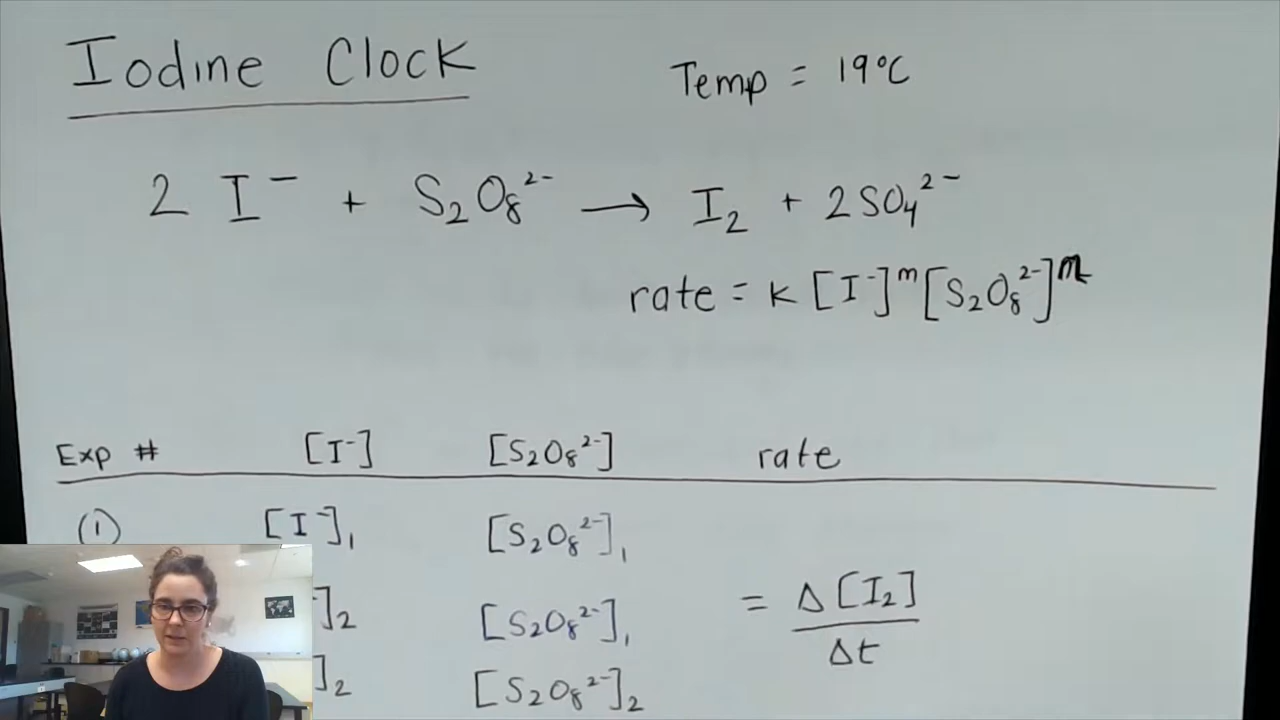 Iodine Clock
Temp = 19°C
2 I⁻ + S₂O₈²⁻ → I₂ + 2SO₄²⁻
rate = k [I⁻]ᵐ [S₂O₈²⁻]ⁿ
Exp # [I⁻] [S₂O₈²⁻] rate
(1) [I⁻]₁ [S₂O₈²⁻]₁
]₂ [S₂O₈²⁻]₁ = Δ[I₂] / Δt
]₂ [S₂O₈²⁻]₂